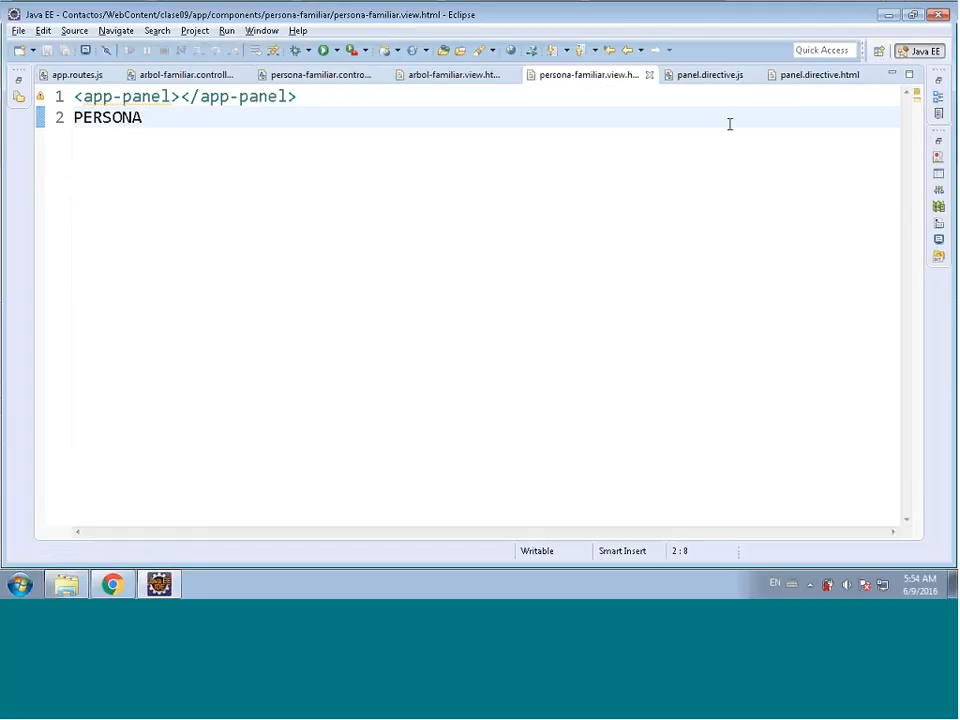 Java EE - Contactos/WebContent/clase09/app/components/persona-familiar/persona-familiar.view.html - Eclipse
File Edit Source Navigate Search Project Run Window Help
Quick Access Java EE
app.routes.js arbol-familiar.controll... persona-familiar.contro... arbol-familiar.view.ht... persona-familiar.view.h... panel.directive.js panel.directive.html
1 <app-panel></app-panel>
2 PERSONA
Writable Smart Insert 2 : 8
EN 5:54 AM
6/9/2016